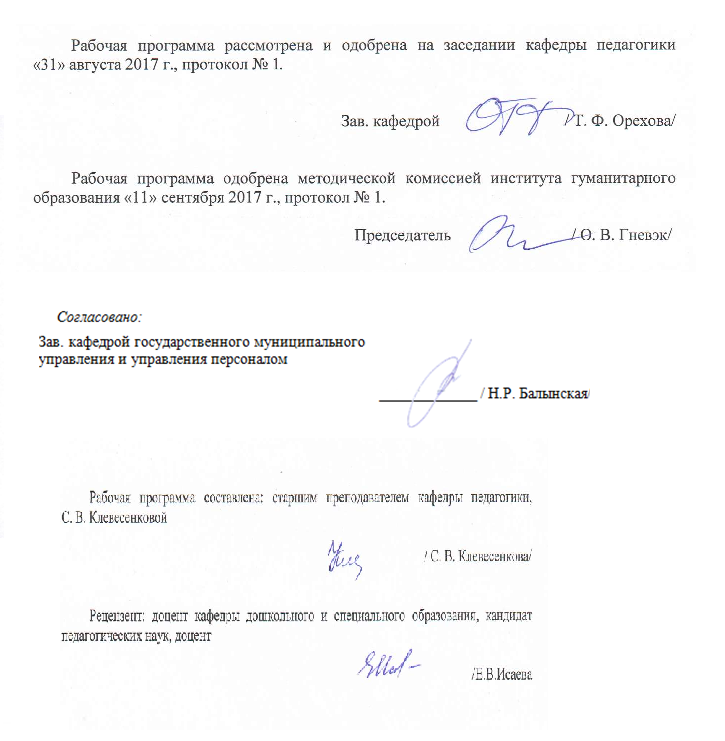 Рабочая программа рассмотрена и одобрена на заседании кафедры педагогики
«31» августа 2017 г., протокол № 1.
Зав. кафедрой /Т. Ф. Орехова/
Рабочая программа одобрена методической комиссией института гуманитарного
образования «11» сентября 2017 г., протокол № 1.
Председатель / О. В. Гневэк/
Согласовано:
Зав. кафедрой государственного муниципального
управления и управления персоналом
____________ / Н.Р. Балынская/
Рабочая программа составлена: старшим преподавателем кафедры педагогики,
С. В. Клевесенковой
/ С. В. Клевесенкова/
Рецензент: доцент кафедры дошкольного и специального образования, кандидат
педагогических наук, доцент
/Е.В.Исаева